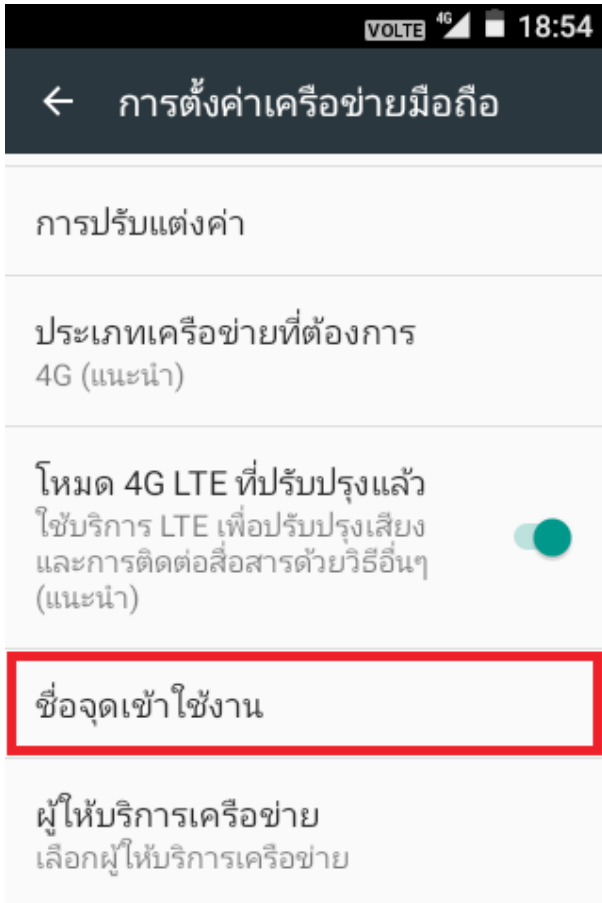 VOLTE 4G 18:54
การตั้งค่าเครือข่ายมือถือ
การปรับแต่งค่า
ประเภทเครือข่ายที่ต้องการ
4G (แนะนำ)
โหมด 4G LTE ที่ปรับปรุงแล้ว
ใช้บริการ LTE เพื่อปรับปรุงเสียง
และการติดต่อสื่อสารด้วยวิธีอื่นๆ
(แนะนำ)
ชื่อจุดเข้าใช้งาน
ผู้ให้บริการเครือข่าย
เลือกผู้ให้บริการเครือข่าย